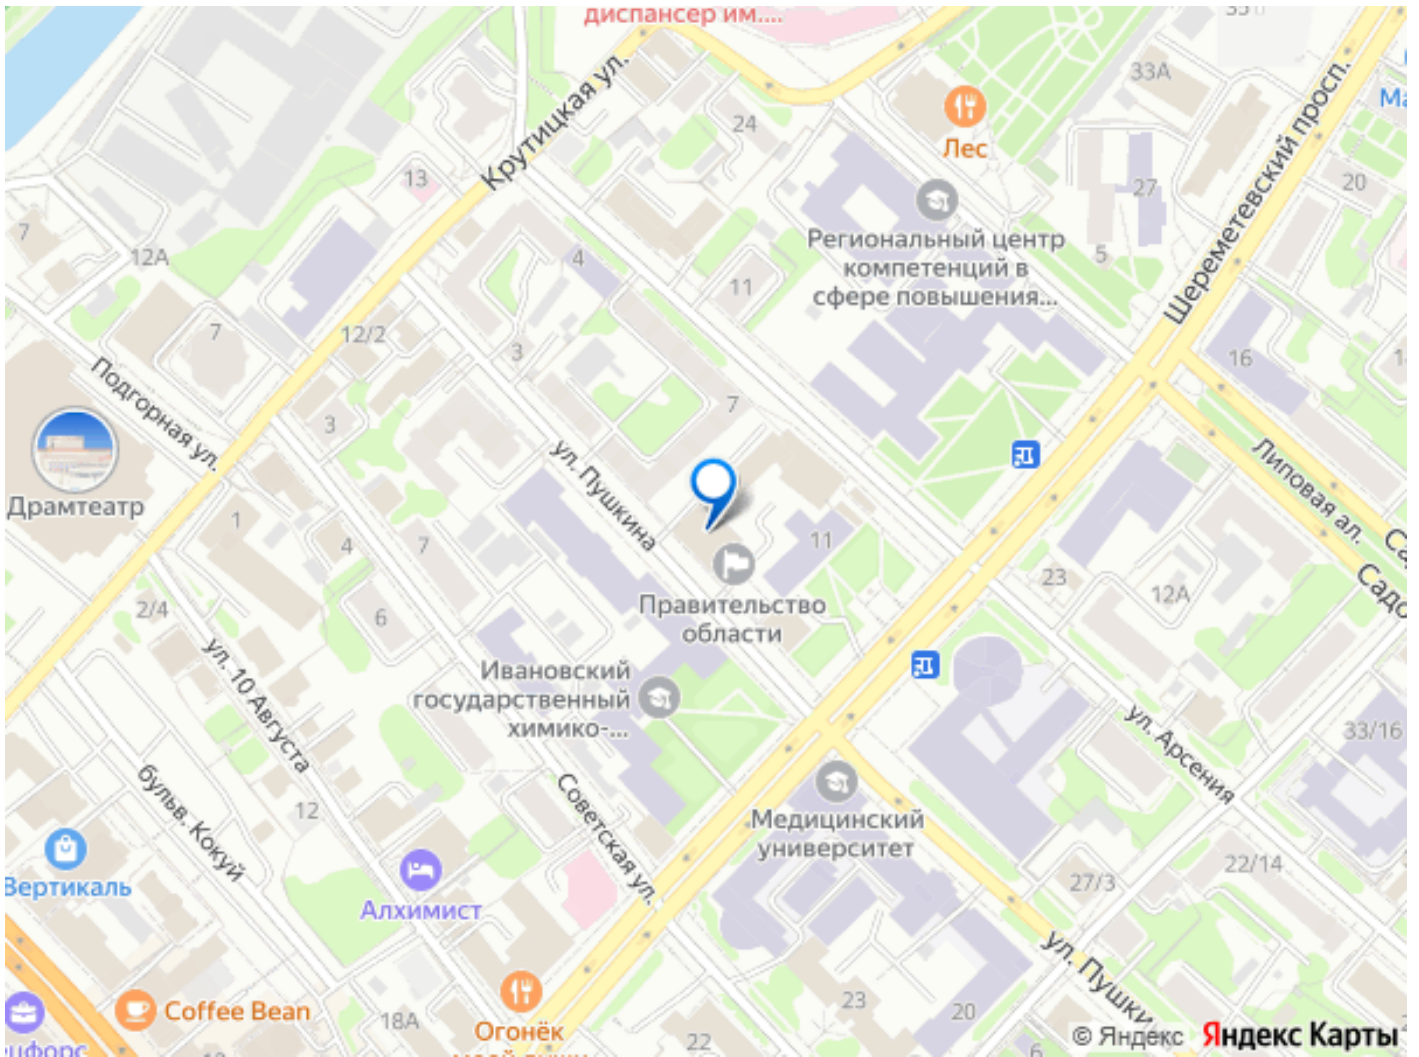 диспансер им....
33А
Ма
24
Лес
Крутицкая ул.
13
Шереметевский просп.
27
20
7
12А
4
Региональный центр
компетенций в
сфере повышения...
5
11
7
12/2
3
16
Подгорная ул.
3
7
ул. Пушкина
Липовая ал.
Драмтеатр
1
4
7
11
Правительство
области
23
12А
Садо
2/4
6
ул. 10 Августа
Ивановский
государственный
химико-...
ул. Арсения
33/16
бульв. Кокуй
12
Советская ул.
Медицинский
университет
Вертикаль
Алхимист
27/3
22/14
ул. Пушки
Coffee Bean
18А
Огонёк
23
20
22
6
© Яндекс Яндекс Карты